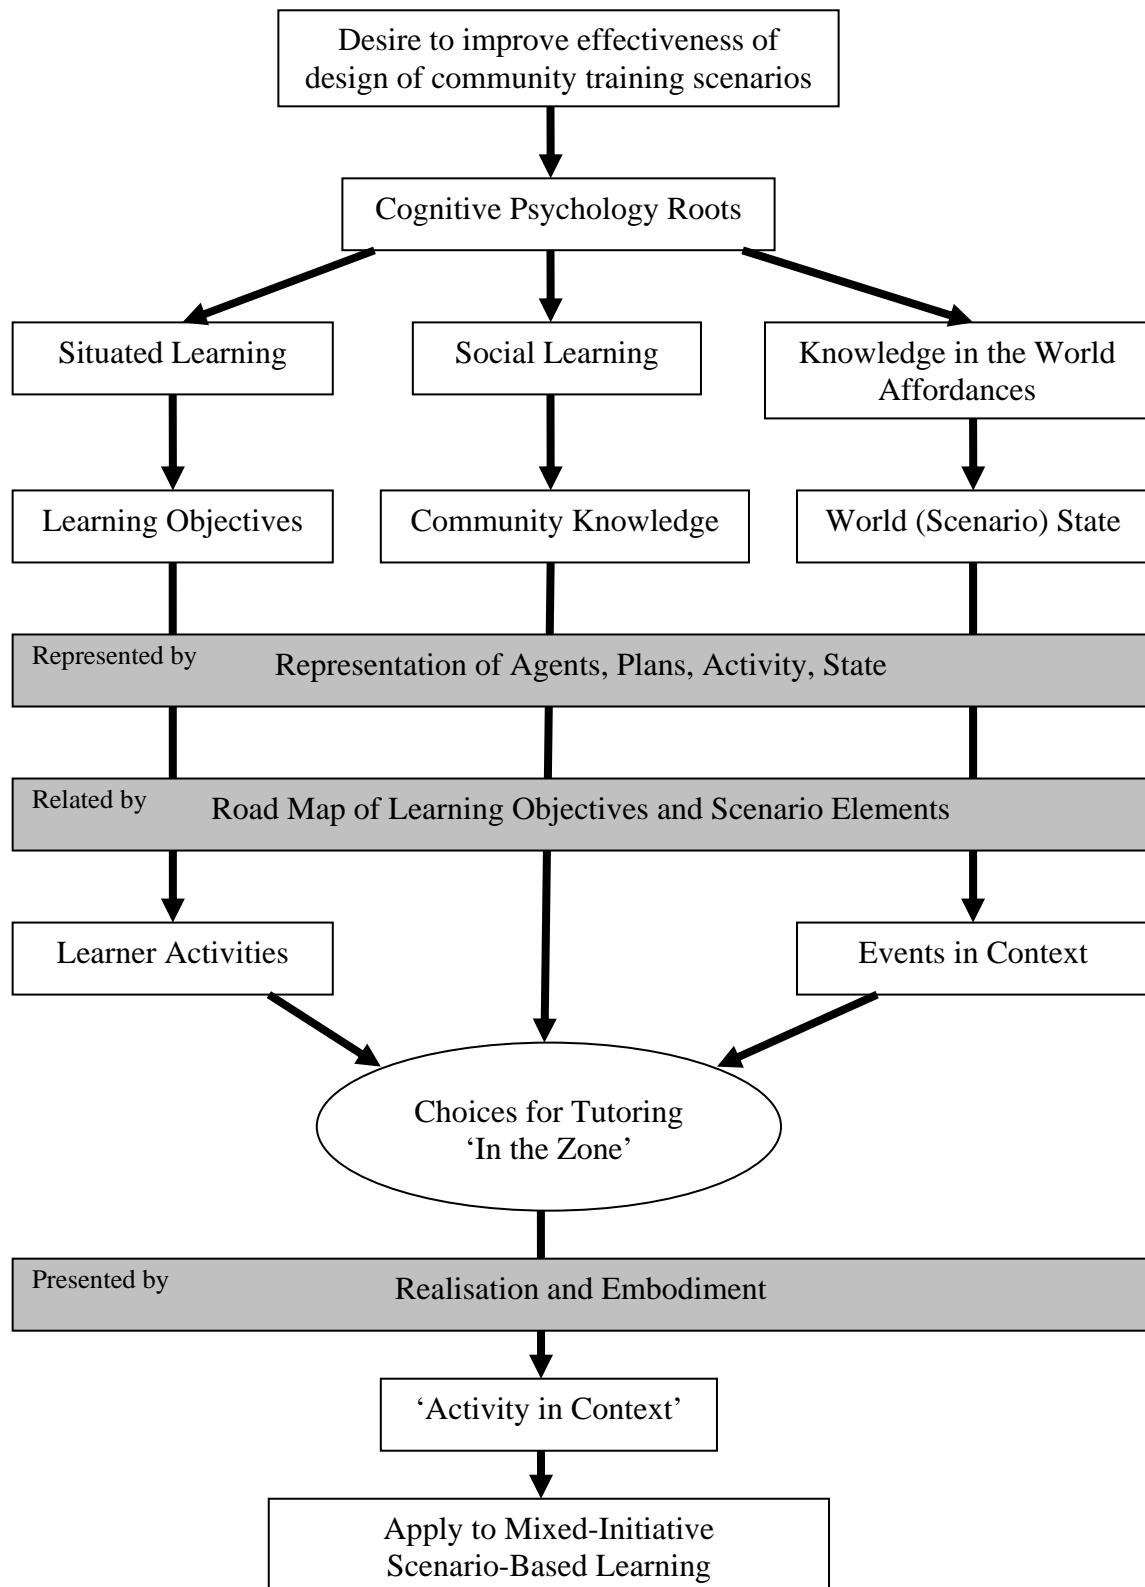 Desire to improve effectiveness of
design of community training scenarios
Cognitive Psychology Roots
Situated Learning
Social Learning
Knowledge in the World
Affordances
Learning Objectives
Community Knowledge
World (Scenario) State
Represented by
Representation of Agents, Plans, Activity, State
Related by
Road Map of Learning Objectives and Scenario Elements
Learner Activities
Events in Context
Choices for Tutoring
‘In the Zone’
Presented by
Realisation and Embodiment
‘Activity in Context’
Apply to Mixed-Initiative
Scenario-Based Learning